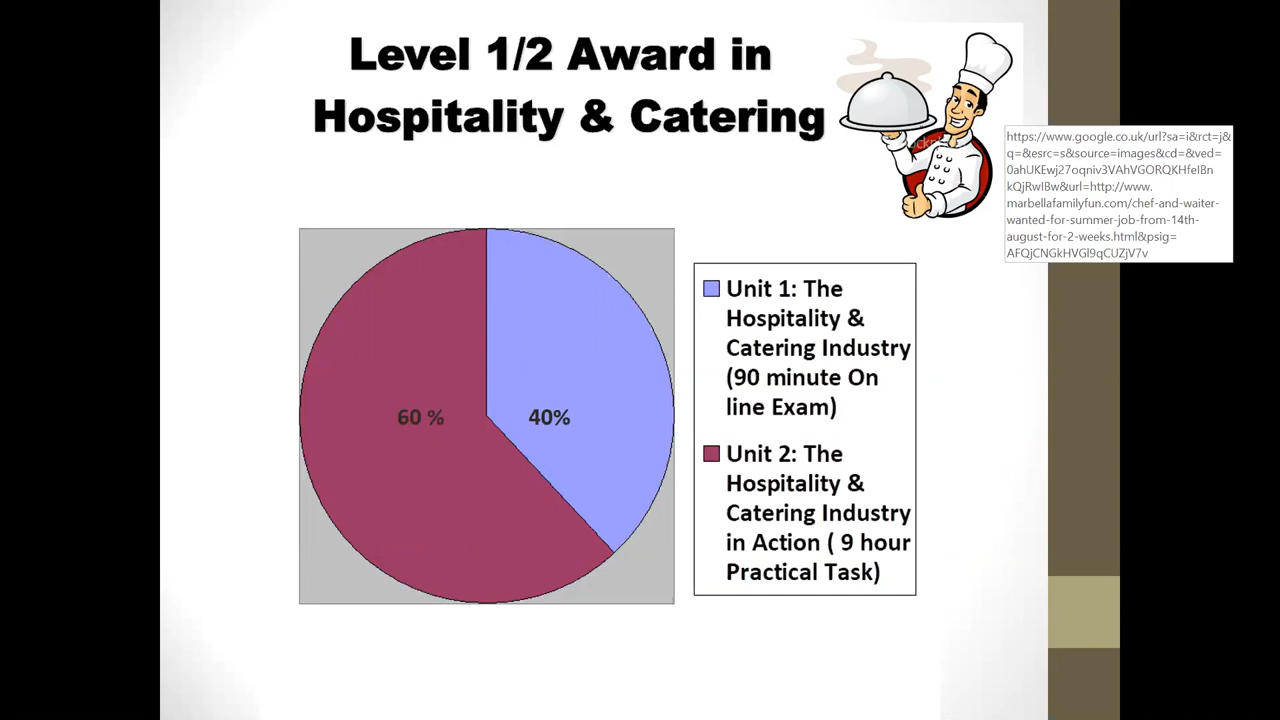 Level 1/2 Award in
Hospitality & Catering
https://www.google.co.uk/url?sa=i&rct=j&
q=&esrc=s&source=images&cd=&ved=
0ahUKEwj27oqniv3VAhVGORQKHfeIBn
kQjRwIBw&url=http://www.
marbellafamilyfun.com/chef-and-waiter-
wanted-for-summer-job-from-14th-
august-for-2-weeks.html&psig=
AFQjCNGkHVGl9qCUZjV7v
60 %
40%
Unit 1: The
Hospitality &
Catering Industry
(90 minute On
line Exam)
Unit 2: The
Hospitality &
Catering Industry
in Action ( 9 hour
Practical Task)